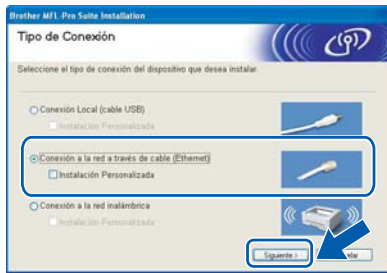 Brother MFL-Pro Suite Installation
Tipo de Conexión
Seleccione el tipo de conexión del dispositivo que desea instalar.
Conexión Local (cable USB)
Instalación Personalizada
Conexión a la red a través de cable (Ethernet)
Instalación Personalizada
Conexión a la red inalámbrica
Instalación Personalizada
Siguiente >